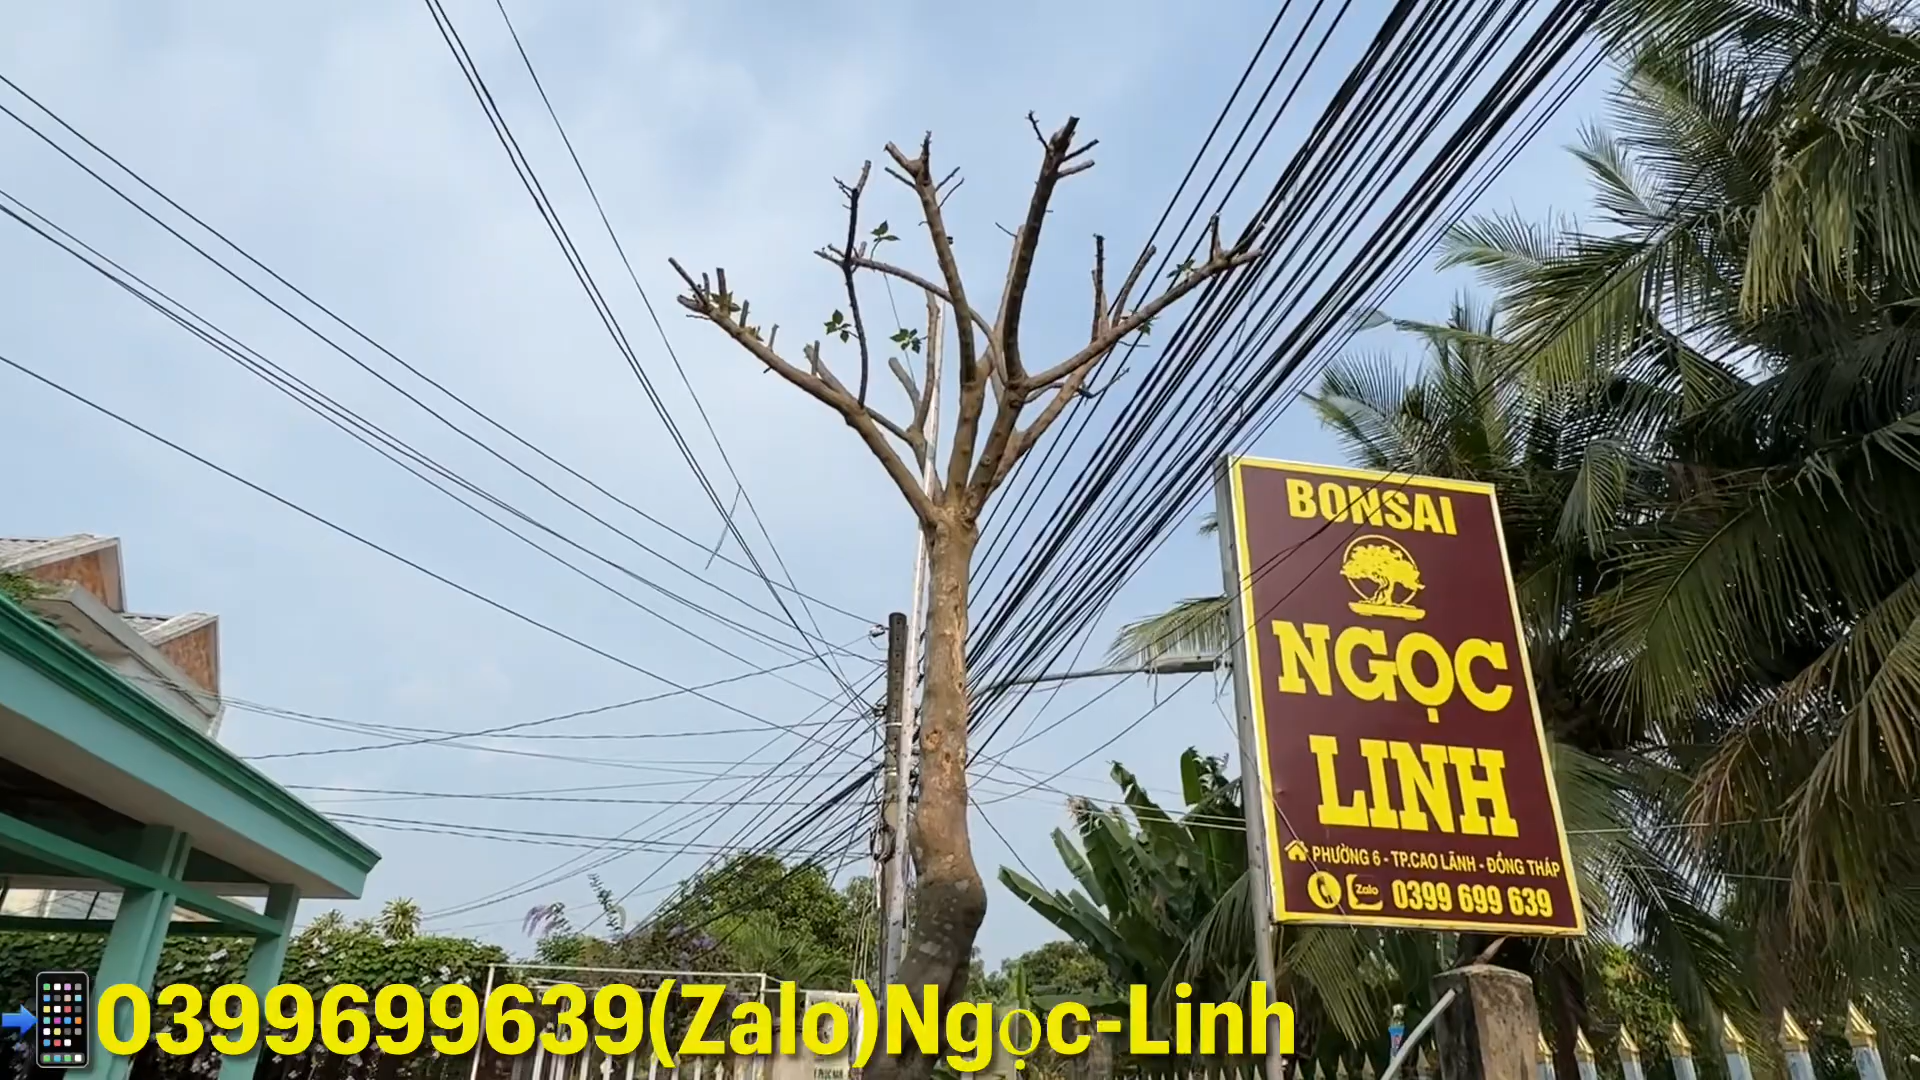 BONSAI
NGỌC
LINH
PHƯỜNG 6 - TP.CAO LÃNH - ĐỒNG THÁP
Zalo 0399 699 639
0399699639(Zalo)Ngọc-Linh